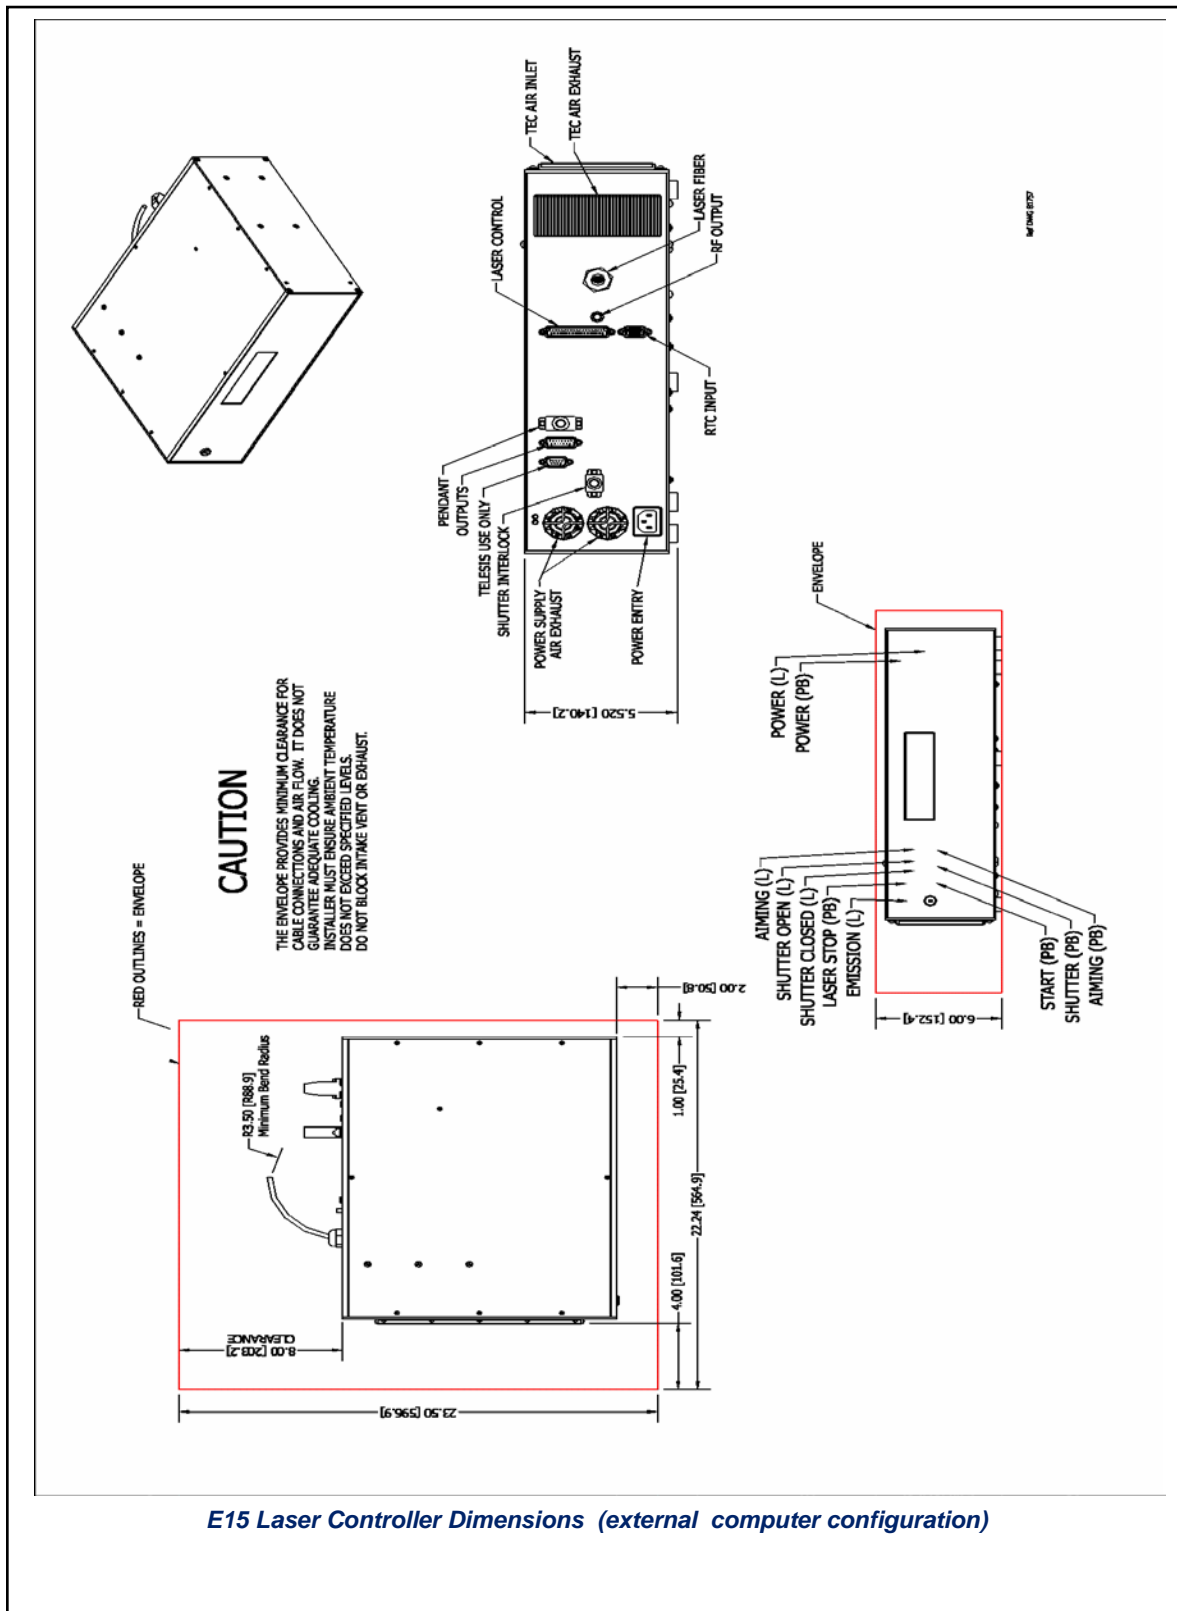 TEC AIR INLET
TEC AIR EXHAUST
LASER CONTROL
LASER FIBER
RF OUTPUT
RTC INPUT
PENDANT
OUTPUTS
TELESIS USE ONLY
SHUTTER INTERLOCK
POWER SUPPLY
AIR EXHAUST
POWER ENTRY
5.520 [140.2]
Ref DWG 81757
RED OUTLINES = ENVELOPE
CAUTION
THE ENVELOPE PROVIDES MINIMUM CLEARANCE FOR
CABLE CONNECTIONS AND AIR FLOW. IT DOES NOT
GUARANTEE ADEQUATE COOLING.
INSTALLER MUST ENSURE AMBIENT TEMPERATURE
DOES NOT EXCEED SPECIFIED LEVELS.
DO NOT BLOCK INTAKE VENT OR EXHAUST.
R3.50 [R88.9]
Minimum Bend Radius
8.00 [203.2]
CLEARANCE
23.50 [596.9]
4.00 [101.6]
22.24 [564.9]
1.00 [25.4]
2.00 [50.8]
ENVELOPE
POWER (L)
POWER (PB)
AIMING (L)
SHUTTER OPEN (L)
SHUTTER CLOSED (L)
LASER STOP (PB)
EMISSION (L)
START (PB)
SHUTTER (PB)
AIMING (PB)
6.00 [152.4]
E15 Laser Controller Dimensions (external computer configuration)